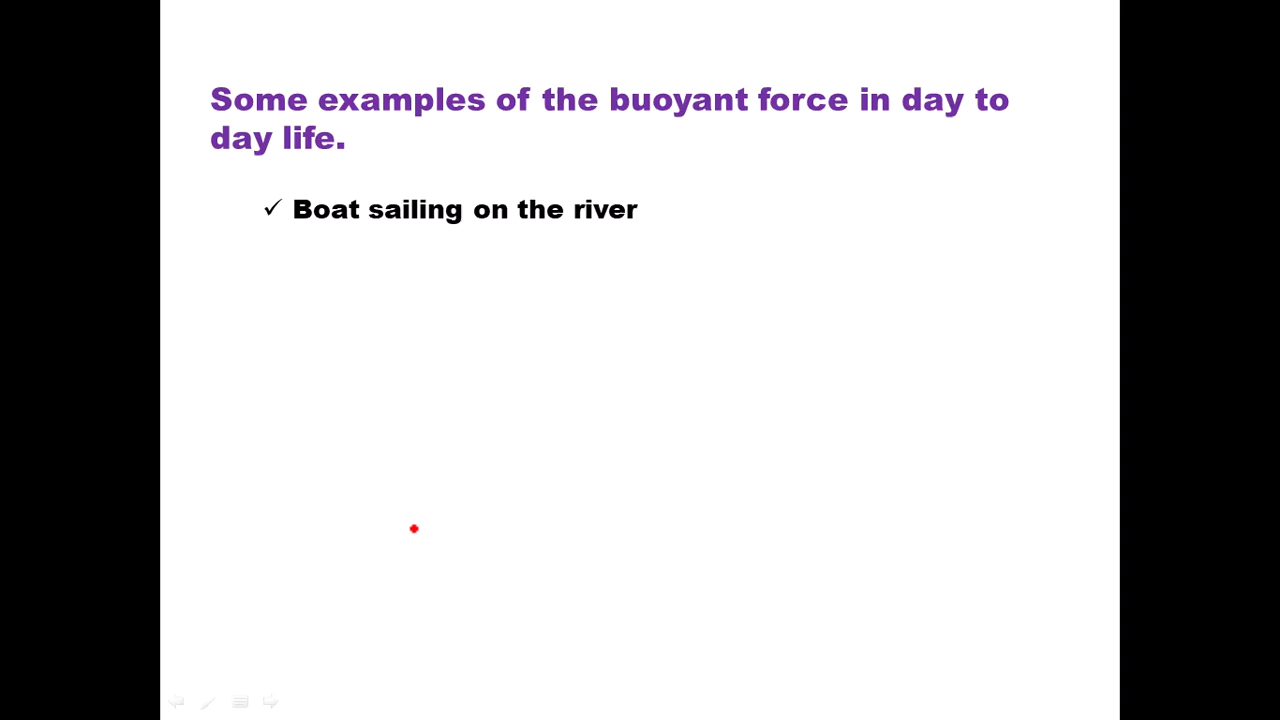 Some examples of the buoyant force in day to
day life.
✓ Boat sailing on the river